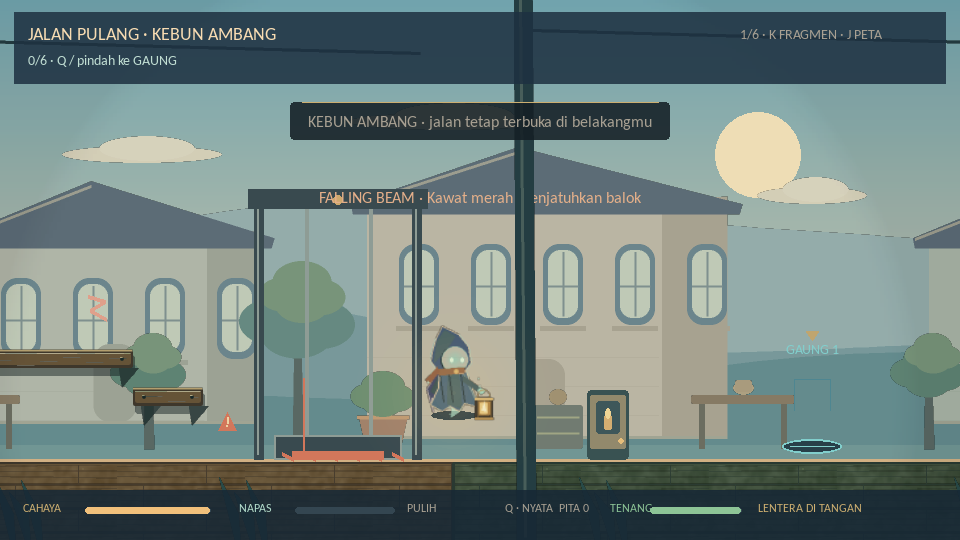 JALAN PULANG · KEBUN AMBANG
1/6 · K FRAGMEN · J PETA
0/6 · Q / pindah ke GAUNG
KEBUN AMBANG · jalan tetap terbuka di belakangmu
FALLING BEAM · Kawat merah menjatuhkan balok
GAUNG 1
!
CAHAYA NAPAS PULIH Q · NYATA PITA 0 TENANG LENTERA DI TANGAN